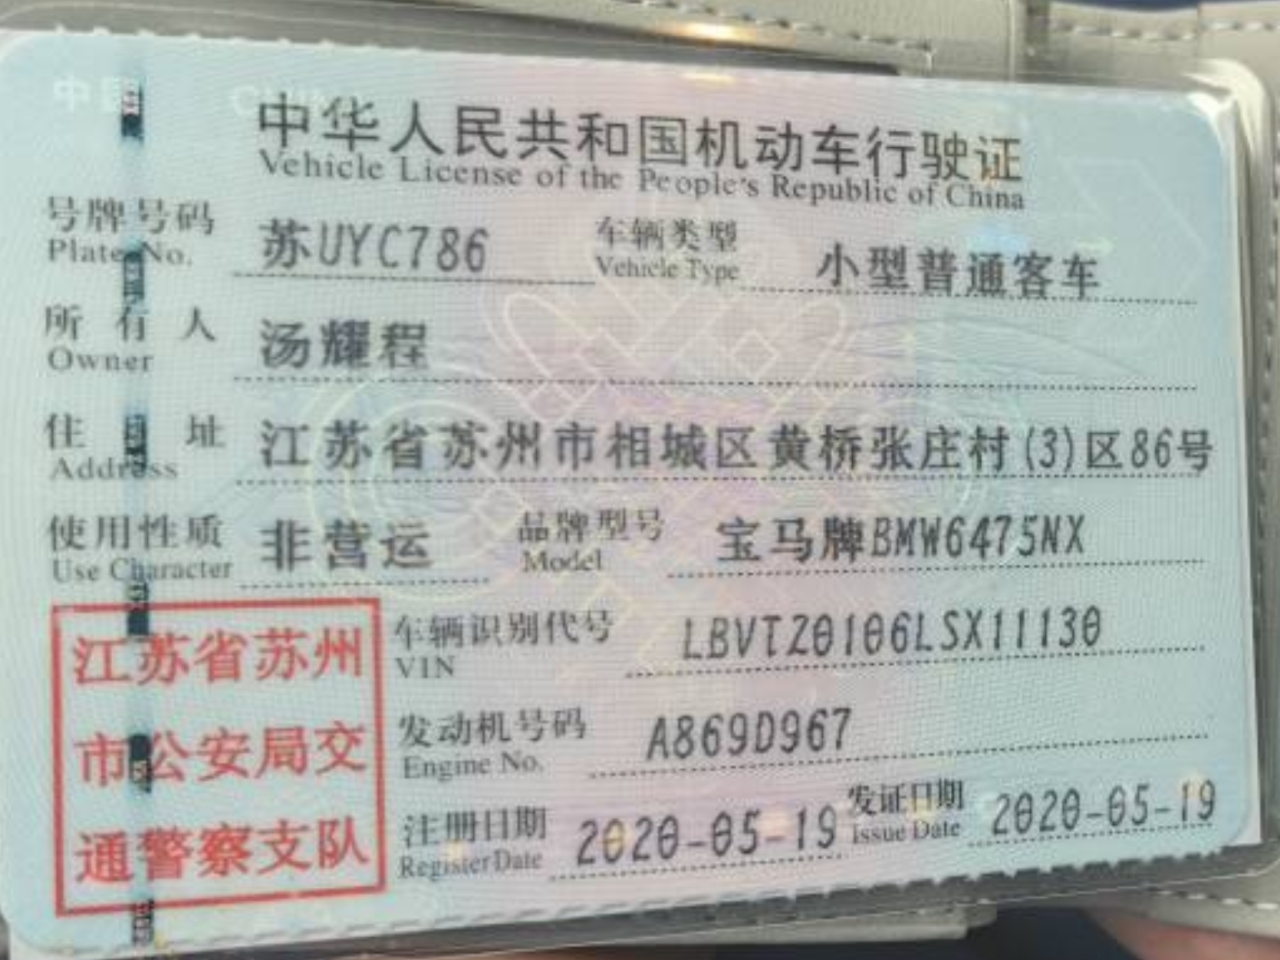 中国 CHINA
中华人民共和国机动车行驶证
Vehicle License of the People's Republic of China
号牌号码 苏UYC786 车辆类型 小型普通客车
Plate No. Vehicle Type
所有人 汤耀程
Owner
住址 江苏省苏州市相城区黄桥张庄村(3)区86号
Address
使用性质 非营运 品牌型号 宝马牌BMW6475NX
Use Character Model
车辆识别代号 LBVTZ0106LSX11130
VIN
发动机号码 A869D967
Engine No.
注册日期 2020-05-19 发证日期 2020-05-19
Register Date Issue Date
江苏省苏州
市公安局交
通警察支队